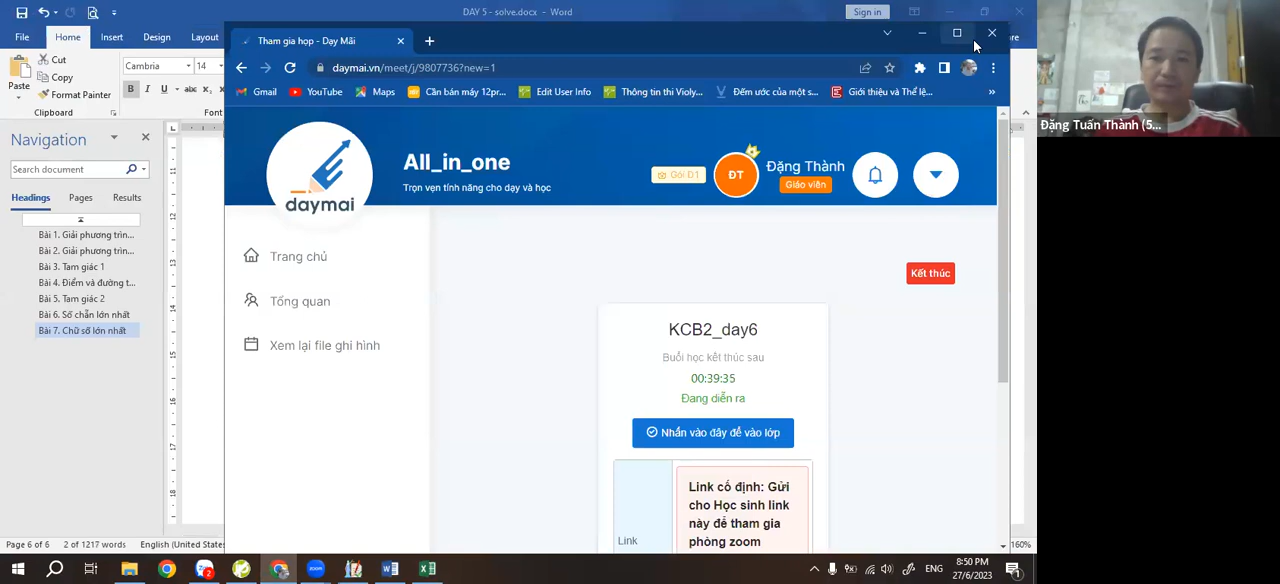 DAY 5 - solve.docx - Word
Sign in
File
Home
Insert
Design
Layout
Cut
Copy
Format Painter
Paste
Clipboard
Cambria
14
B
I
U
abc
Font
Navigation
Search document
Headings
Pages
Results
Bài 1. Giải phương trìn...
Bài 2. Giải phương trìn...
Bài 3. Tam giác 1
Bài 4. Điểm và đường t...
Bài 5. Tam giác 2
Bài 6. Số chẵn lớn nhất
Bài 7. Chữ số lớn nhất
Tham gia họp - Dạy Mãi
daymai.vn/meet/j/9807736?new=1
Gmail
YouTube
Maps
Cần bán máy 12pr...
Edit User Info
Thông tin thi Violy...
Đếm ước của một s...
Giới thiệu và Thể lệ...
daymai
All_in_one
Trọn vẹn tính năng cho dạy và học
Gói Đ1
ĐT
Đặng Thành
Giáo viên
Trang chủ
Tổng quan
Xem lại file ghi hình
Kết thúc
KCB2_day6
Buổi học kết thúc sau
00:39:35
Đang diễn ra
Nhấn vào đây để vào lớp
Link
Link cố định: Gửi
cho Học sinh link
này để tham gia
phòng zoom
Đặng Tuấn Thành (5...
Page 6 of 6
2 of 1217 words
English (United States
160%
ENG
8:50 PM
27/6/2023